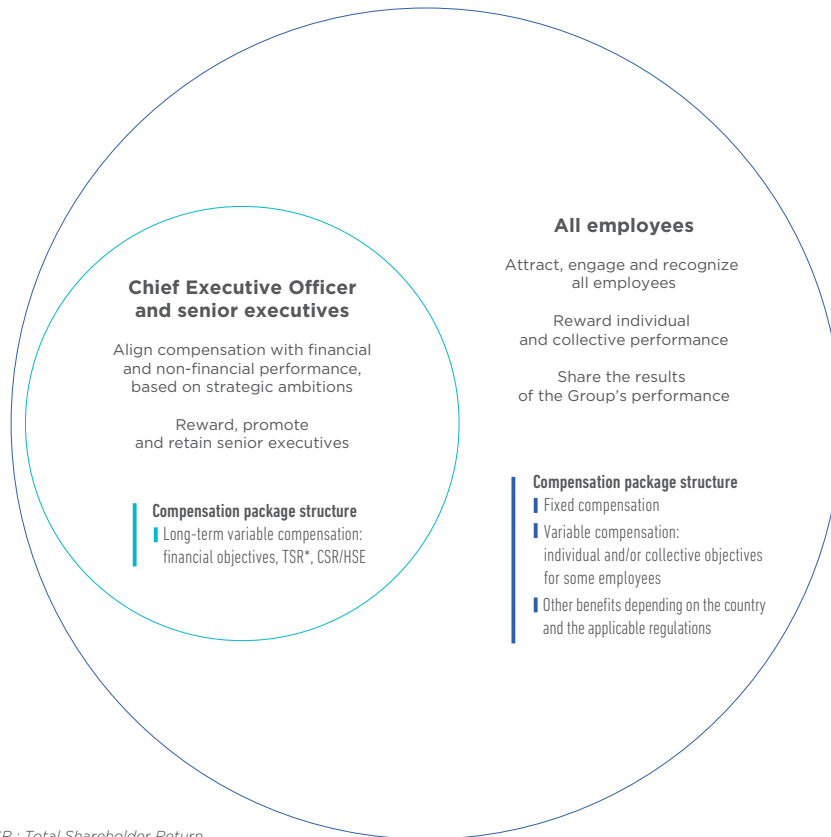 Chief Executive Officer
and senior executives
Align compensation with financial
and non-financial performance,
based on strategic ambitions
Reward, promote
and retain senior executives
Compensation package structure
Long-term variable compensation:
financial objectives, TSR*, CSR/HSE
All employees
Attract, engage and recognize
all employees
Reward individual
and collective performance
Share the results
of the Group's performance
Compensation package structure
Fixed compensation
Variable compensation:
individual and/or collective objectives
for some employees
Other benefits depending on the country
and the applicable regulations
: Total Shareholder Return